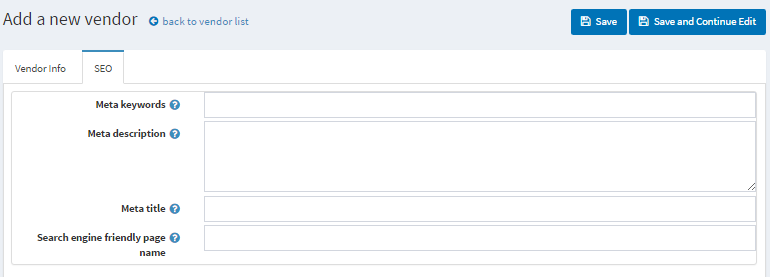 Add a new vendor back to vendor list Save Save and Continue Edit
Vendor Info SEO
Meta keywords
Meta description
Meta title
Search engine friendly page
name